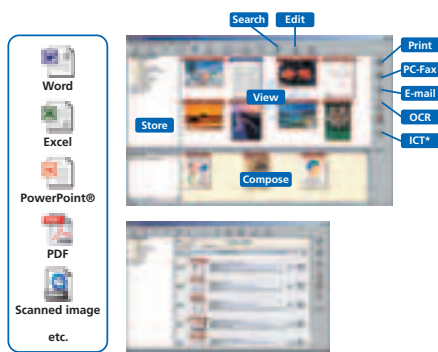 Search
Edit
Print
PC-Fax
E-mail
OCR
ICT*
View
Store
Compose
Word
Excel
PowerPoint®
PDF
Scanned image
etc.